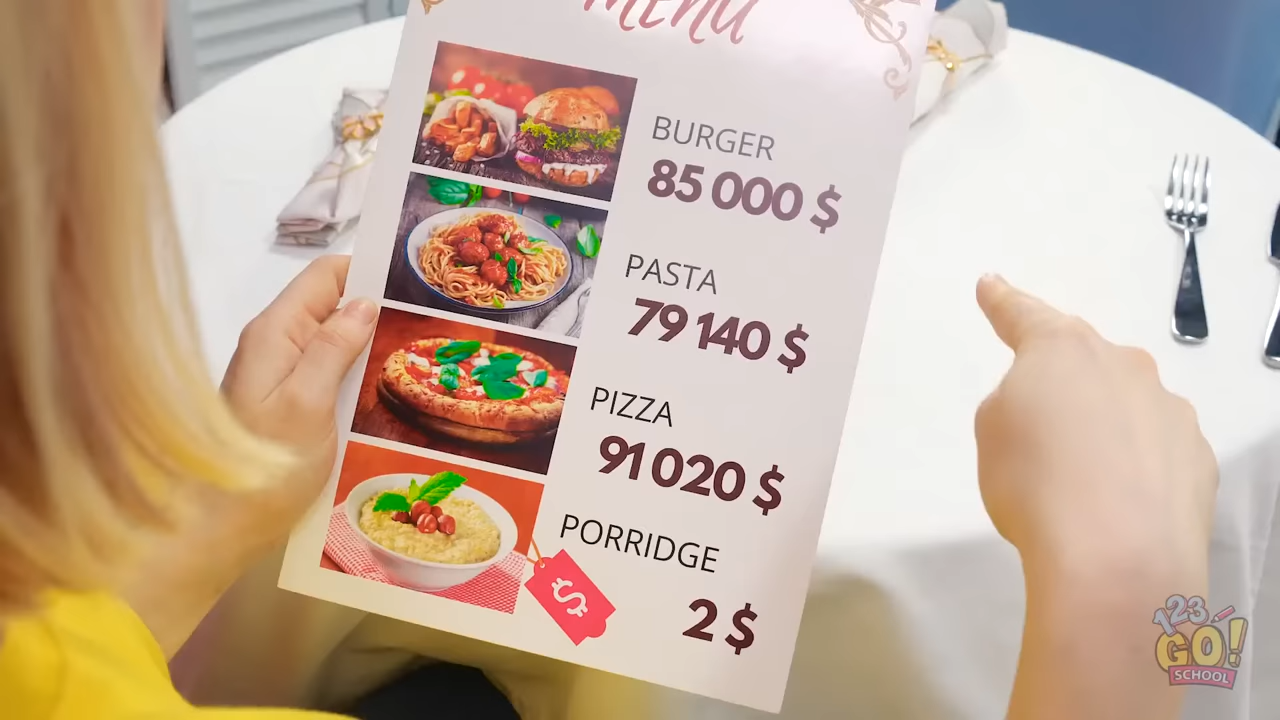 MENU
BURGER
85 000 $
PASTA
79 140 $
PIZZA
91 020 $
PORRIDGE
$
2 $
123
GO!
SCHOOL